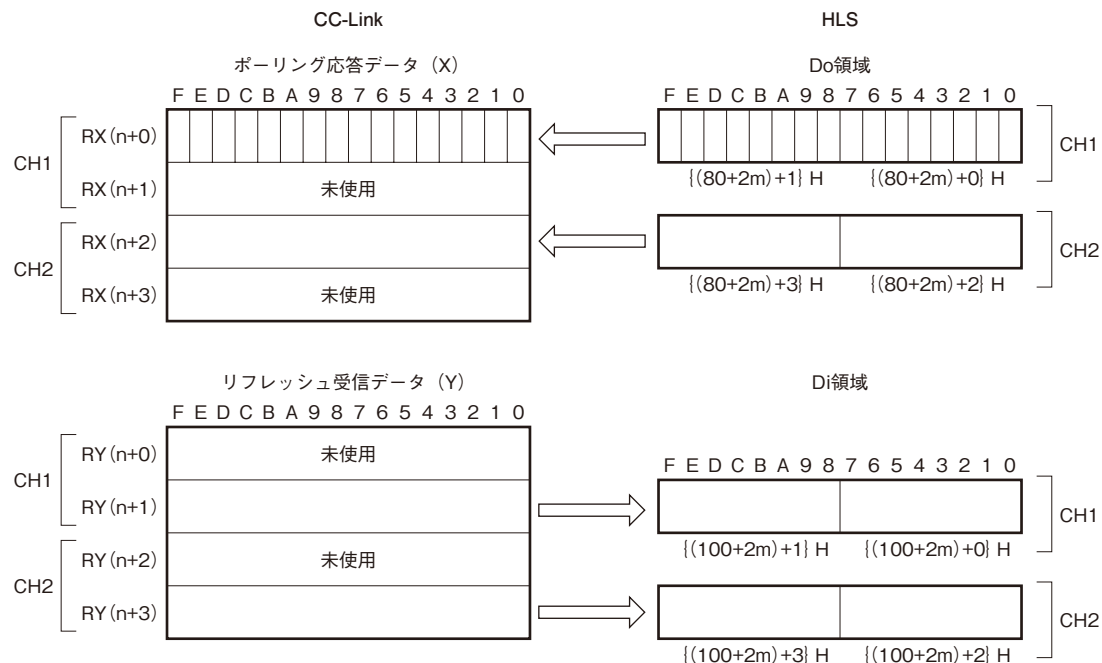 CC-Link HLS
ポーリング応答データ（X） Do領域
F E D C B A 9 8 7 6 5 4 3 2 1 0 F E D C B A 9 8 7 6 5 4 3 2 1 0
CH1 RX(n+0) CH1
{(80+2m)+1} H {(80+2m)+0} H
RX(n+1) 未使用
CH2 RX(n+2) CH2
{(80+2m)+3} H {(80+2m)+2} H
RX(n+3) 未使用
リフレッシュ受信データ（Y） Di領域
F E D C B A 9 8 7 6 5 4 3 2 1 0
CH1 RY(n+0) 未使用
F E D C B A 9 8 7 6 5 4 3 2 1 0
RY(n+1) CH1
{(100+2m)+1} H {(100+2m)+0} H
CH2 RY(n+2) 未使用
RY(n+3) CH2
{(100+2m)+3} H {(100+2m)+2} H